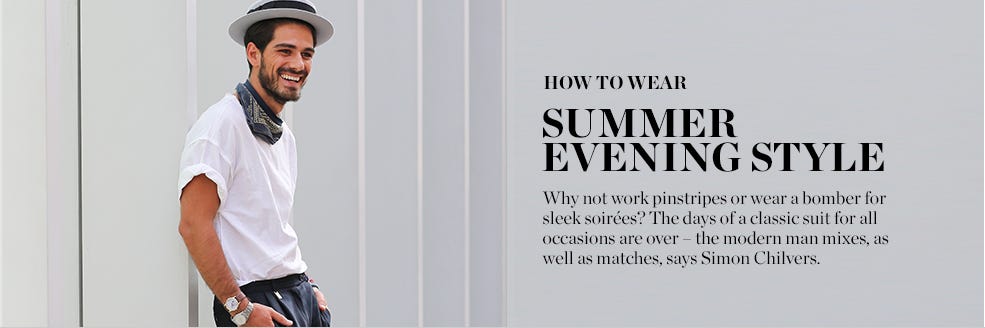 HOW TO WEAR
SUMMER
EVENING STYLE
Why not work pinstripes or wear a bomber for
sleek soirées? The days of a classic suit for all
occasions are over – the modern man mixes, as
well as matches, says Simon Chilvers.